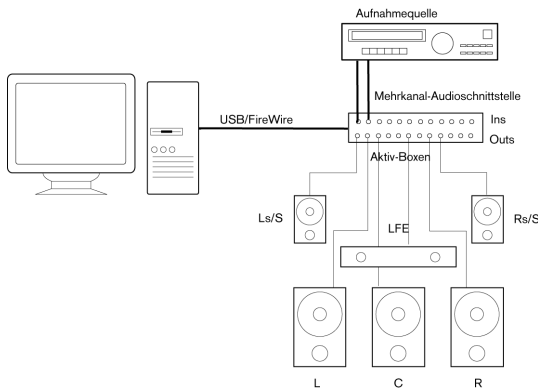 Aufnahmequelle
Mehrkanal-Audioschnittstelle
USB/FireWire
Ins
Outs
Aktiv-Boxen
Ls/S
LFE
Rs/S
L
C
R